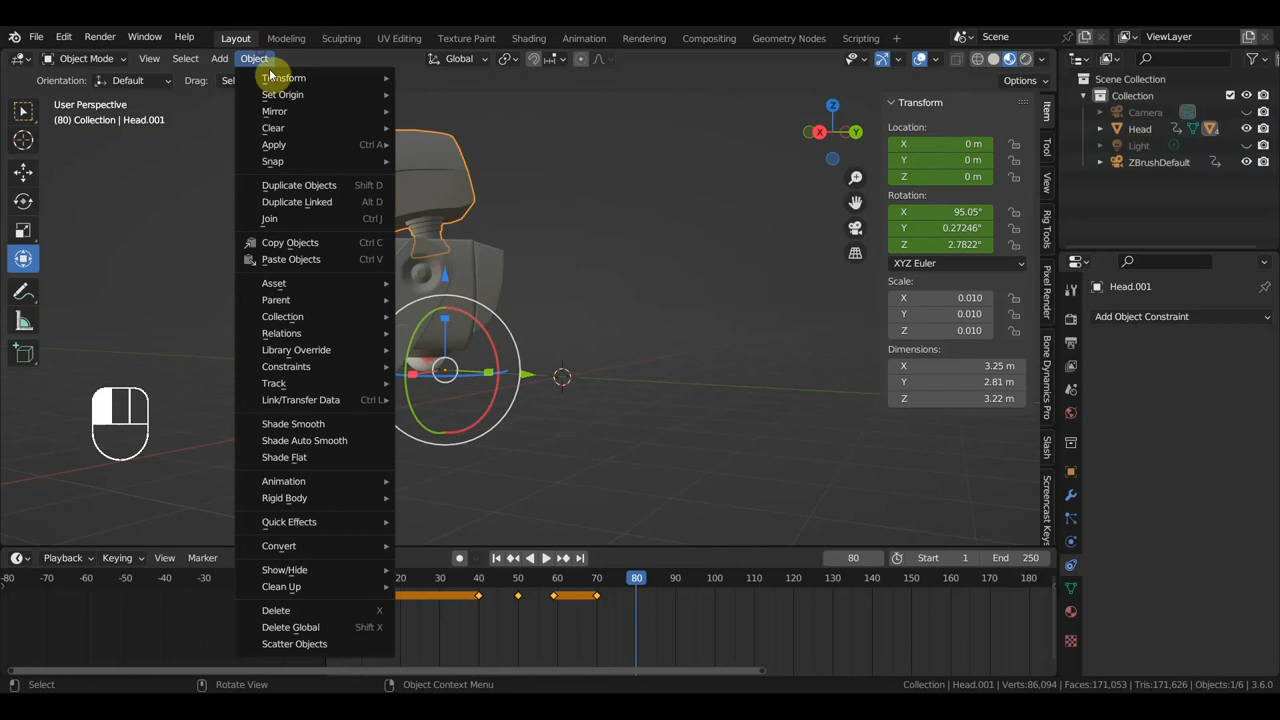 File Edit Render Window Help Layout Modeling Sculpting UV Editing Texture Paint Shading Animation Rendering Compositing Geometry Nodes Scripting Scene ViewLayer
Object Mode View Select Add Object Global
Orientation: Default Drag: Sel Options
User Perspective
(80) Collection | Head.001
Transform
Set Origin
Mirror
Clear
Apply Ctrl A
Snap
Duplicate Objects Shift D
Duplicate Linked Alt D
Join Ctrl J
Copy Objects Ctrl C
Paste Objects Ctrl V
Asset
Parent
Collection
Relations
Library Override
Constraints
Track
Link/Transfer Data Ctrl L
Shade Smooth
Shade Auto Smooth
Shade Flat
Animation
Rigid Body
Quick Effects
Convert
Show/Hide
Clean Up
Delete X
Delete Global Shift X
Scatter Objects
Z
X Y
Transform
Location:
X 0 m
Y 0 m
Z 0 m
Rotation:
X 95.05°
Y 0.27246°
Z 2.7822°
XYZ Euler
Scale:
X 0.010
Y 0.010
Z 0.010
Dimensions:
X 3.25 m
Y 2.81 m
Z 3.22 m
Item
Tool
View
Rig Tools
Pixel Render
Bone Dynamics Pro
Slash
Screencast Keys
Scene Collection
Collection
Camera
Head
Light
ZBrushDefault
Head.001
Add Object Constraint
Playback Keying View Marker 80 Start 1 End 250
-80 -70 -60 -50 -40 -30 20 30 40 50 60 70 80 90 100 110 120 130 140 150 160 170 180
Select Rotate View Object Context Menu Collection | Head.001 | Verts:86,094 | Faces:171,053 | Tris:171,626 | Objects:1/6 | 3.6.0